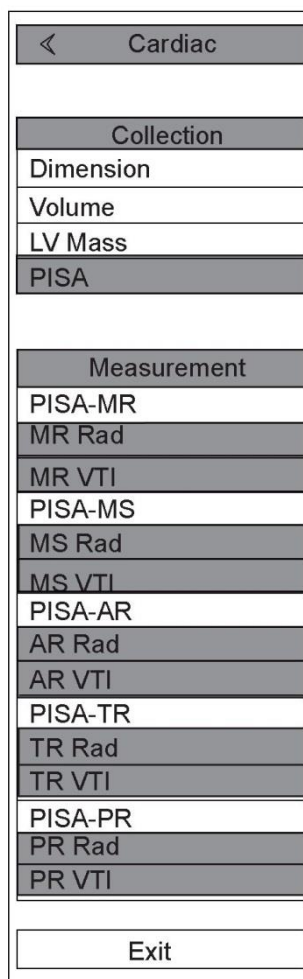 Cardiac
Collection
Dimension
Volume
LV Mass
PISA
Measurement
PISA-MR
MR Rad
MR VTI
PISA-MS
MS Rad
MS VTI
PISA-AR
AR Rad
AR VTI
PISA-TR
TR Rad
TR VTI
PISA-PR
PR Rad
PR VTI
Exit